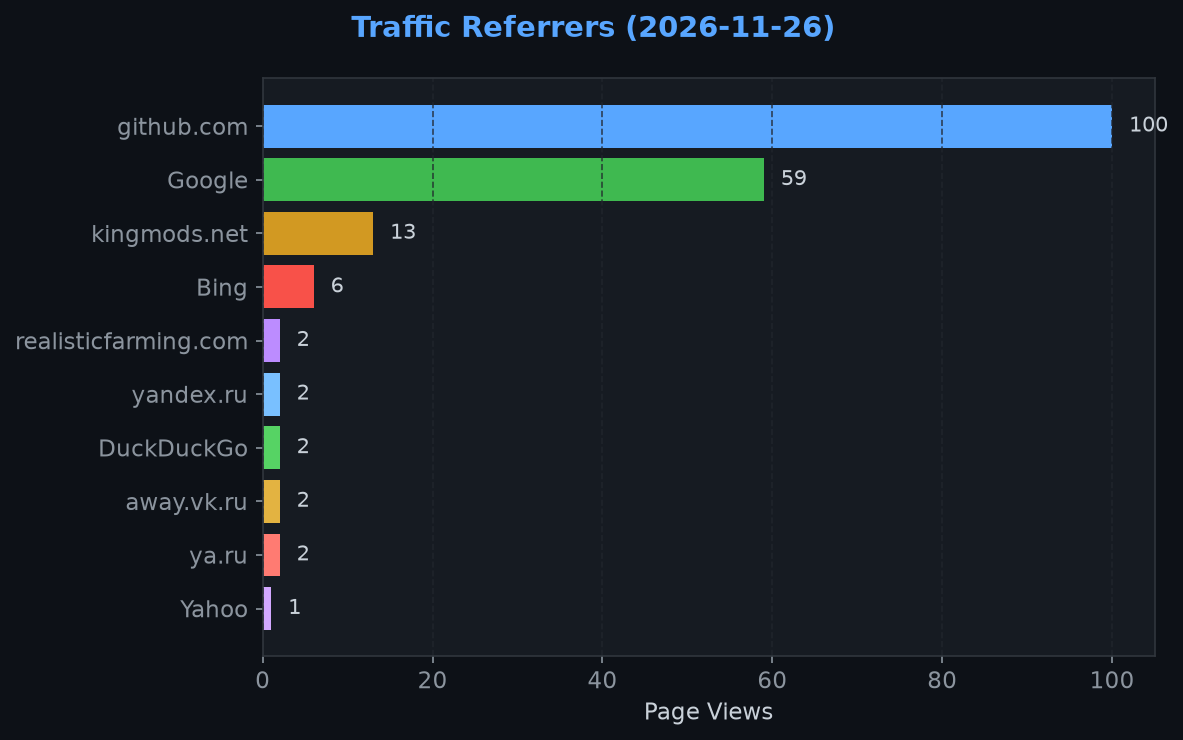 Traffic Referrers (2026-11-26)
github.com 100
Google 59
kingmods.net 13
Bing 6
realisticfarming.com 2
yandex.ru 2
DuckDuckGo 2
away.vk.ru 2
ya.ru 2
Yahoo 1
0 20 40 60 80 100
Page Views